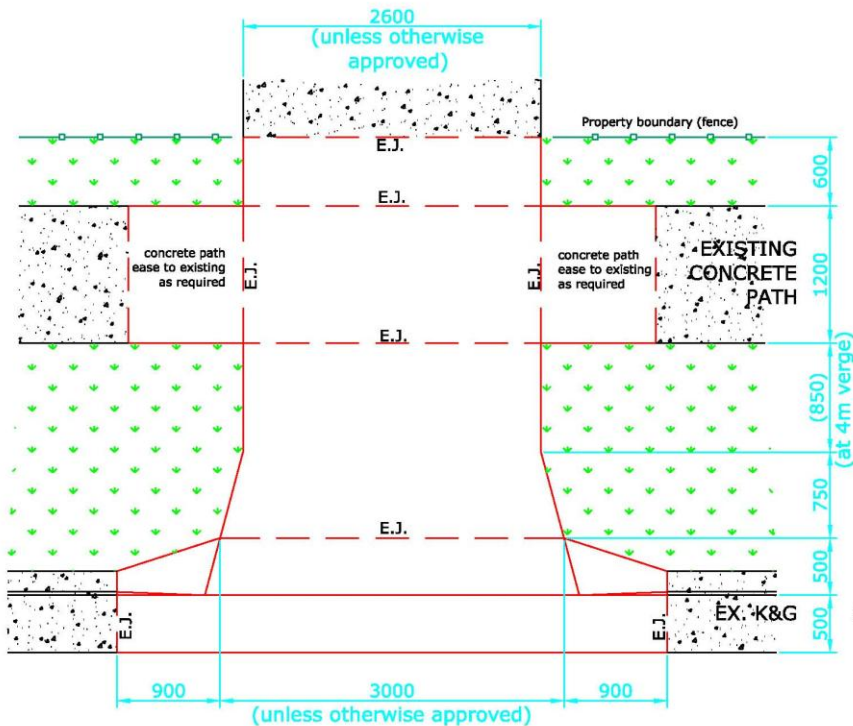 2600
(unless otherwise
approved)
Property boundary (fence)
E.J.
600
E.J.
concrete path
ease to existing
as required
E.J.
E.J.
concrete path
ease to existing
as required
EXISTING
CONCRETE
PATH
1200
E.J.
(850)
(at 4m verge)
750
E.J.
500
E.J.
E.J.
EX. K&G
500
900
3000
900
(unless otherwise approved)